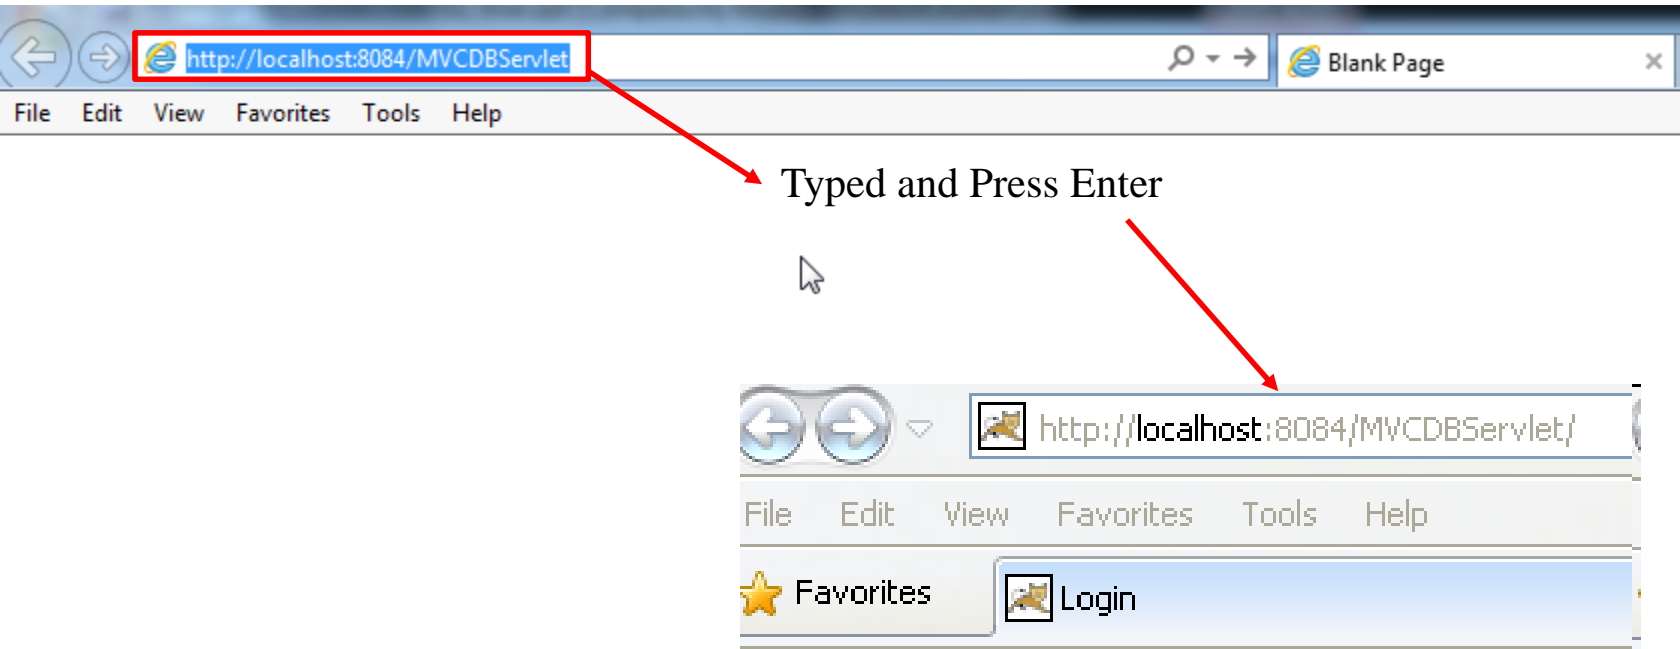 http://localhost:8084/MVCDBServlet
Blank Page
File Edit View Favorites Tools Help
Typed and Press Enter
http://localhost:8084/MVCDBServlet/
File Edit View Favorites Tools Help
Favorites
Login